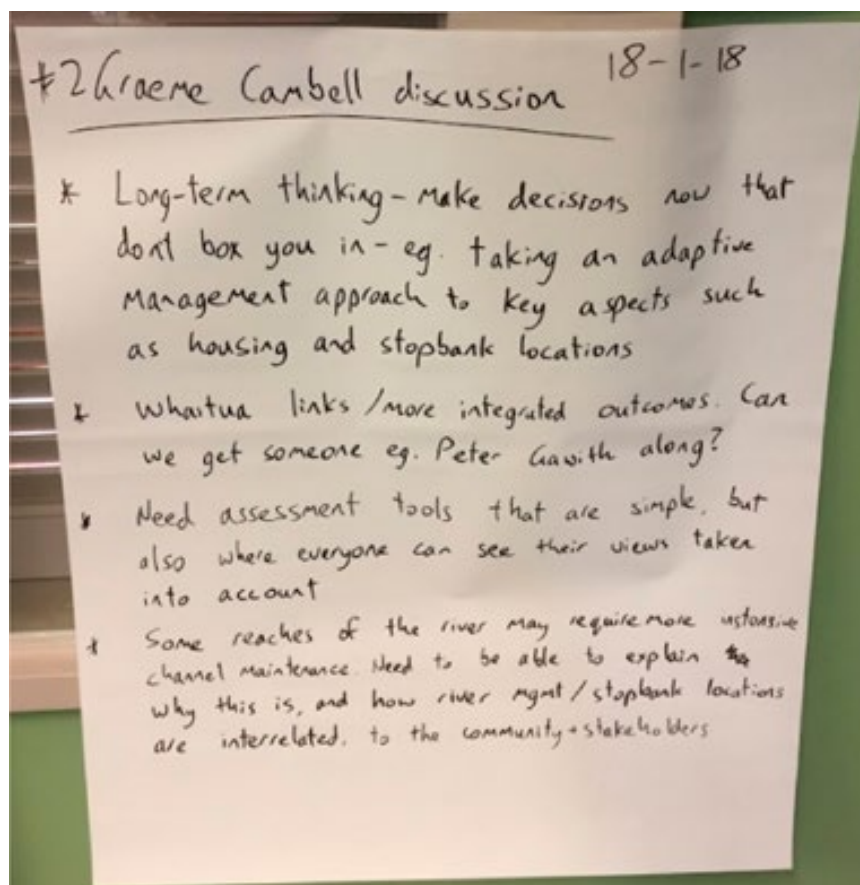 #2 Graeme Cambell discussion 18-1-18
* Long-term thinking - make decisions now that
dont box you in - eg. taking an adaptive
management approach to key aspects such
as housing and stopbank locations
* Whaitua links / more integrated outcomes. Can
we get someone eg. Peter Gawith along?
* Need assessment tools that are simple, but
also where everyone can see their views taken
into account
* Some reaches of the river may require more intensive
channel maintenance. Need to be able to explain
why this is, and how river mgmt / stopbank locations
are interrelated, to the community + stakeholders